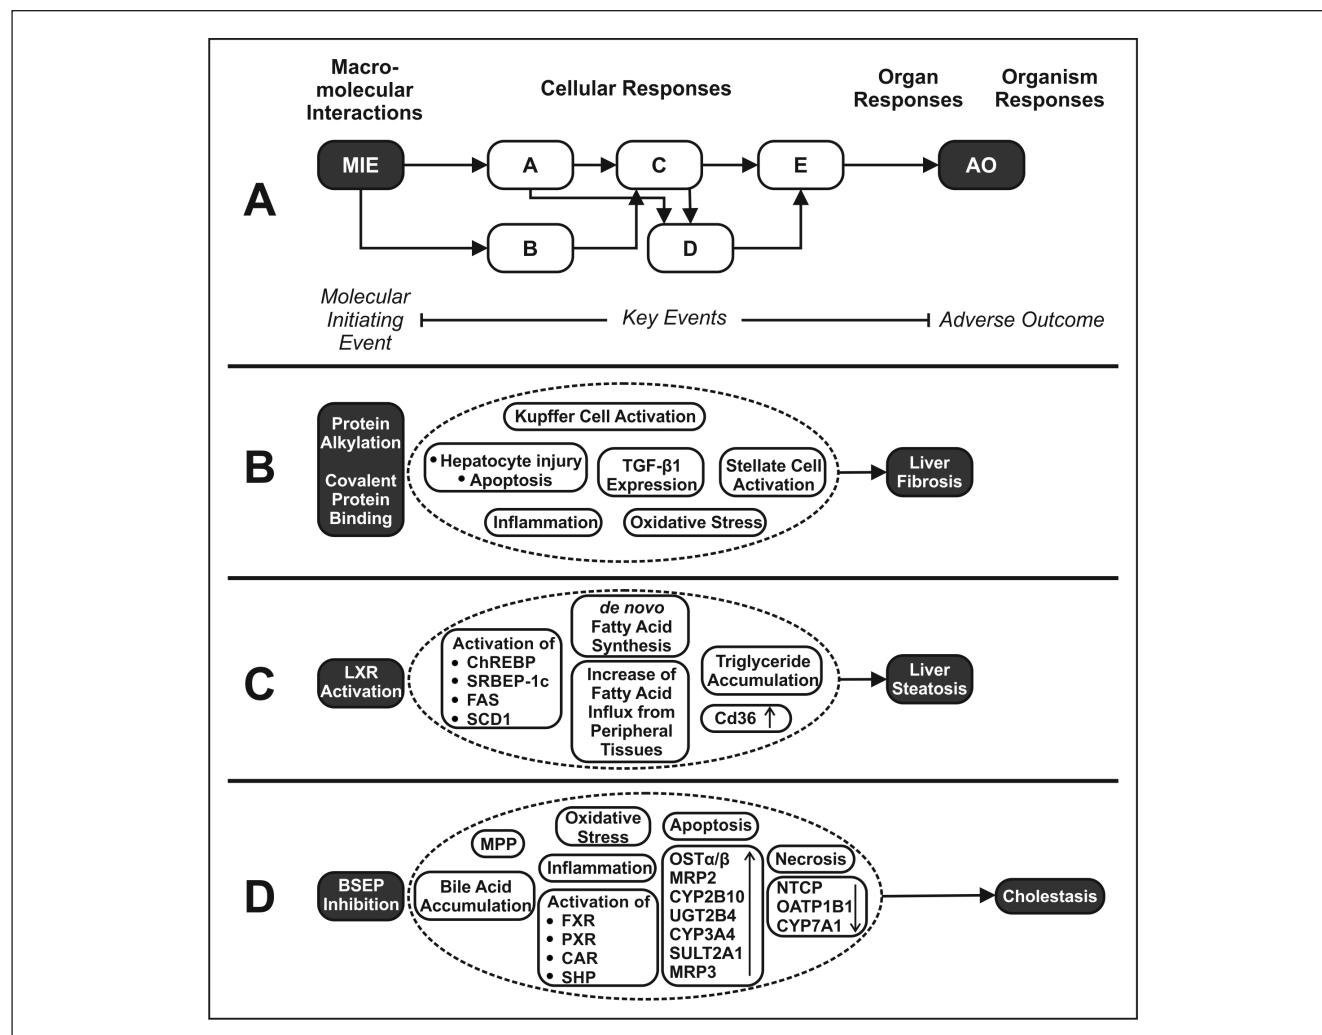 Macro-
molecular
Interactions
Cellular Responses
Organ
Responses
Organism
Responses
A
MIE
A
C
E
AO
B
D
Molecular
Initiating
Event
Key Events
Adverse Outcome
B
Protein
Alkylation
Covalent
Protein
Binding
Kupffer Cell Activation
• Hepatocyte injury
• Apoptosis
TGF-β1
Expression
Stellate Cell
Activation
Inflammation
Oxidative Stress
Liver
Fibrosis
C
LXR
Activation
Activation of
• ChREBP
• SRBEP-1c
• FAS
• SCD1
de novo
Fatty Acid
Synthesis
Increase of
Fatty Acid
Influx from
Peripheral
Tissues
Triglyceride
Accumulation
Cd36 ↑
Liver
Steatosis
D
BSEP
Inhibition
MPP
Bile Acid
Accumulation
Oxidative
Stress
Inflammation
Activation of
• FXR
• PXR
• CAR
• SHP
Apoptosis
OSTα/β
MRP2
CYP2B10
UGT2B4
CYP3A4
SULT2A1
MRP3
Necrosis
NTCP
OATP1B1
CYP7A1
Cholestasis